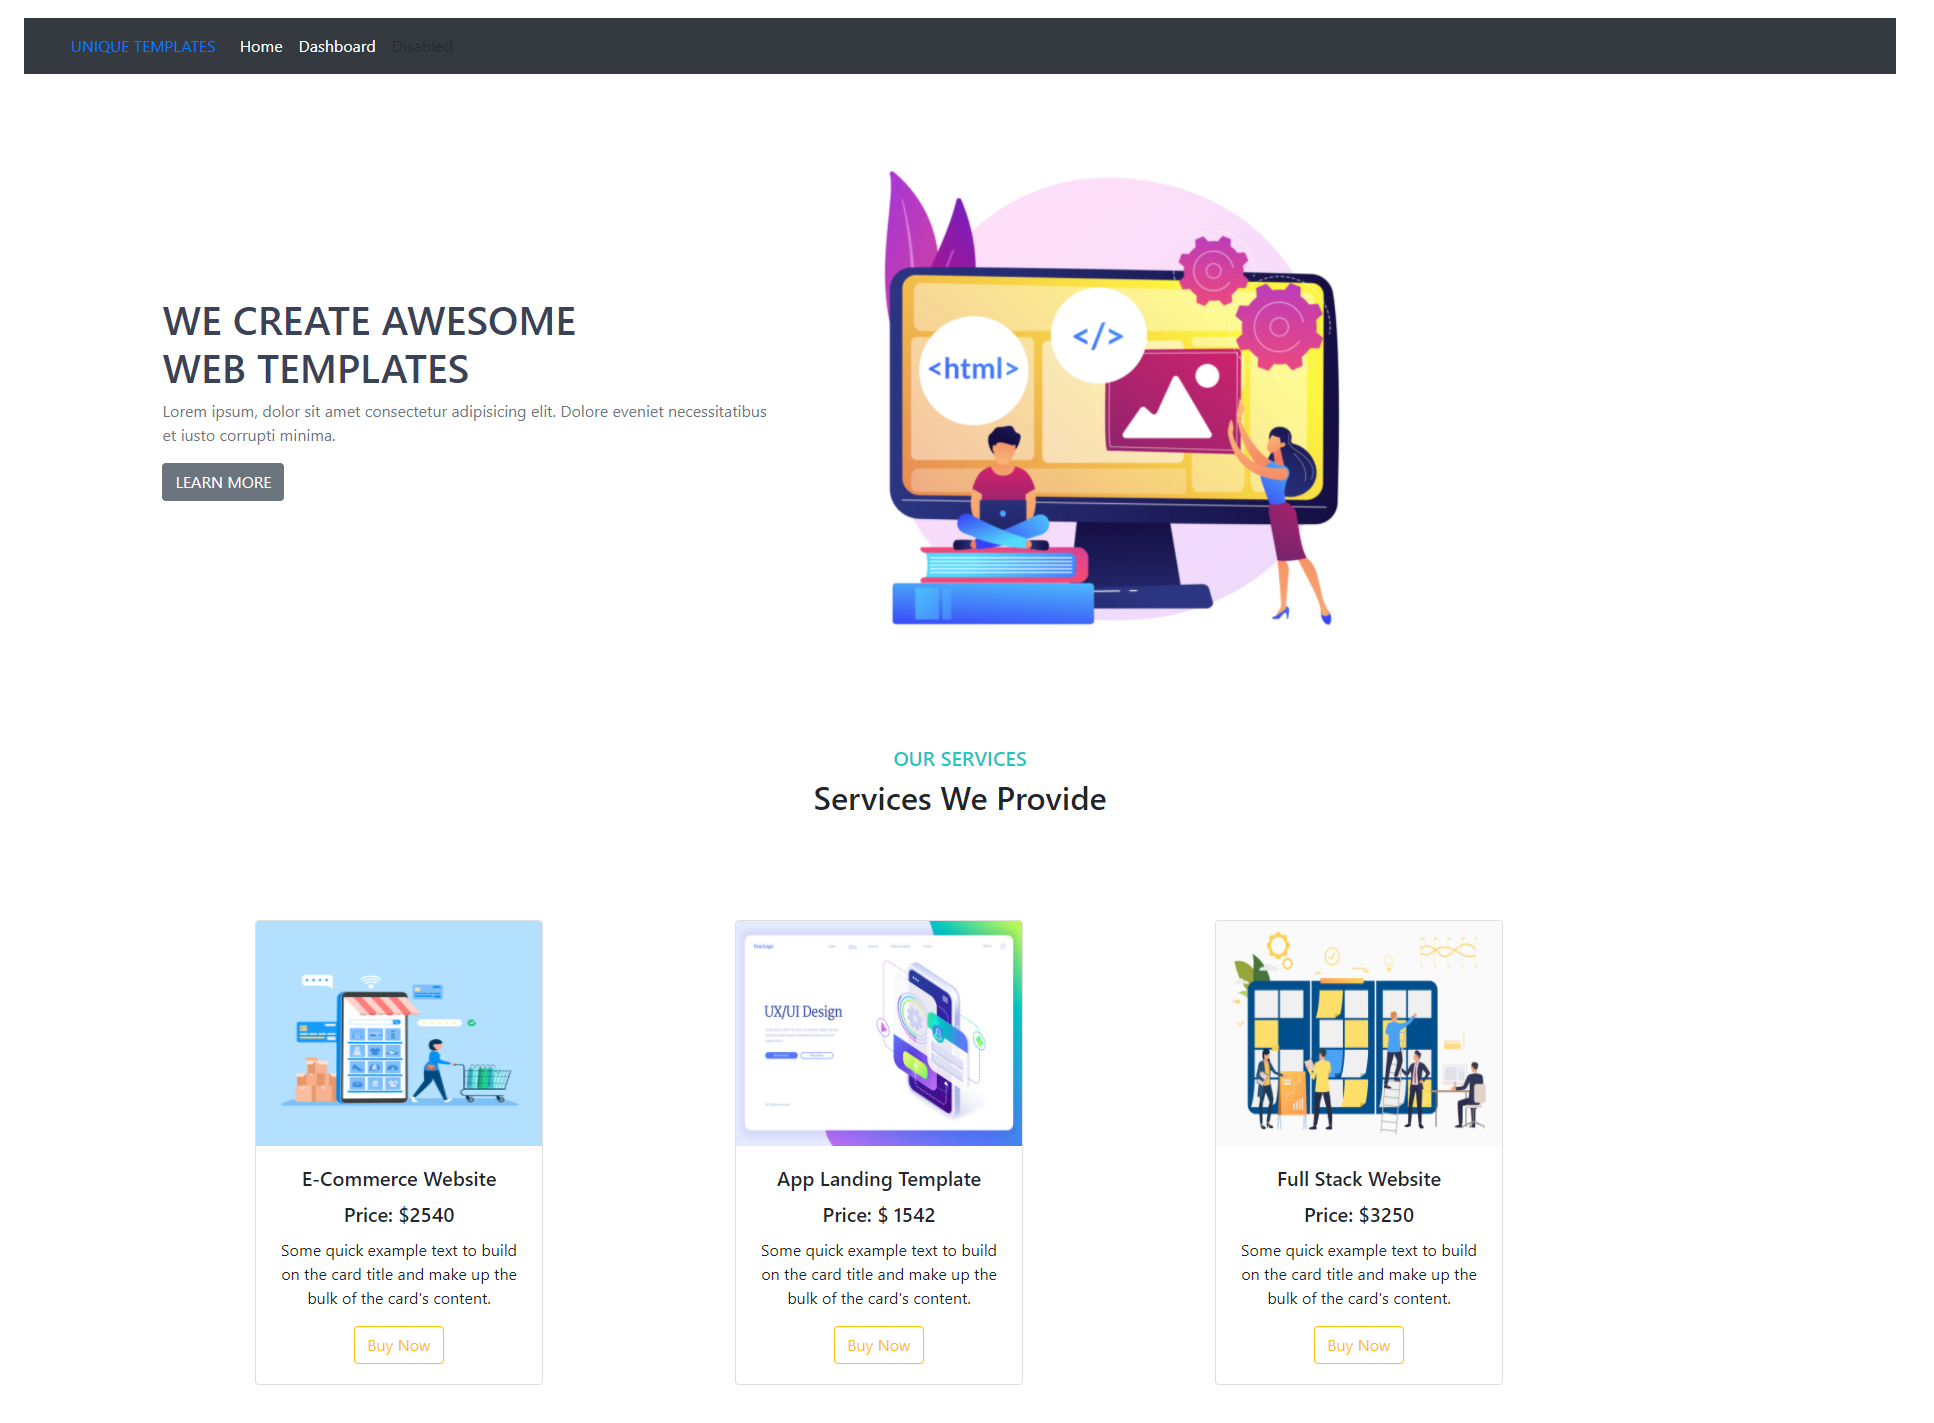 UNIQUE TEMPLATES Home Dashboard Disabled
WE CREATE AWESOME
WEB TEMPLATES
Lorem ipsum, dolor sit amet consectetur adipisicing elit. Dolore eveniet necessitatibus
et iusto corrupti minima.
LEARN MORE
<html>
</>
OUR SERVICES
Services We Provide
UX/UI Design
E-Commerce Website
Price: $2540
Some quick example text to build
on the card title and make up the
bulk of the card's content.
Buy Now
App Landing Template
Price: $ 1542
Some quick example text to build
on the card title and make up the
bulk of the card's content.
Buy Now
Full Stack Website
Price: $3250
Some quick example text to build
on the card title and make up the
bulk of the card's content.
Buy Now